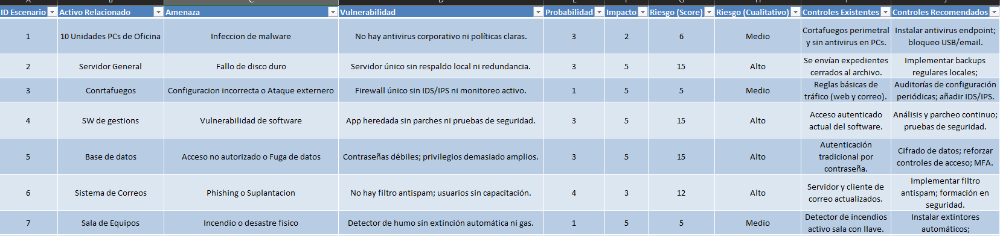 A B C D E F G H I J
ID Escenario Activo Relacionado Amenaza Vulnerabilidad Probabilidad Impacto Riesgo (Score) Riesgo (Cualitativo) Controles Existentes Controles Recomendados
1 10 Unidades PCs de Oficina Infeccion de malware No hay antivirus corporativo ni políticas claras. 3 2 6 Medio Cortafuegos perimetral
y sin antivirus en PCs. Instalar antivirus endpoint;
bloqueo USB/email.
2 Servidor General Fallo de disco duro Servidor único sin respaldo local ni redundancia. 3 5 15 Alto Se envían expedientes
cerrados al archivo. Implementar backups
regulares locales;
3 Conrtafuegos Configuracion incorrecta o Ataque externero Firewall único sin IDS/IPS ni monitoreo activo. 1 5 5 Medio Reglas básicas de
tráfico (web y correo). Auditorías de configuración
periódicas; añadir IDS/IPS.
4 SW de gestions Vulnerabilidad de software App heredada sin parches ni pruebas de seguridad. 3 5 15 Alto Acceso autenticado
actual del software. Análisis y parcheo continuo;
pruebas de seguridad.
5 Base de datos Acceso no autorizado o Fuga de datos Contraseñas débiles; privilegios demasiado amplios. 3 5 15 Alto Autenticación
tradicional por
contraseña. Cifrado de datos; reforzar
controles de acceso; MFA.
6 Sistema de Correos Phishing o Suplantacion No hay filtro antispam; usuarios sin capacitación. 4 3 12 Alto Servidor y cliente de
correo actualizados. Implementar filtro
antispam; formación en
seguridad.
7 Sala de Equipos Incendio o desastre fisico Detector de humo sin extinción automática ni gas. 1 5 5 Medio Detector de incendios
activo sala con llave. Instalar extintores
automáticos;